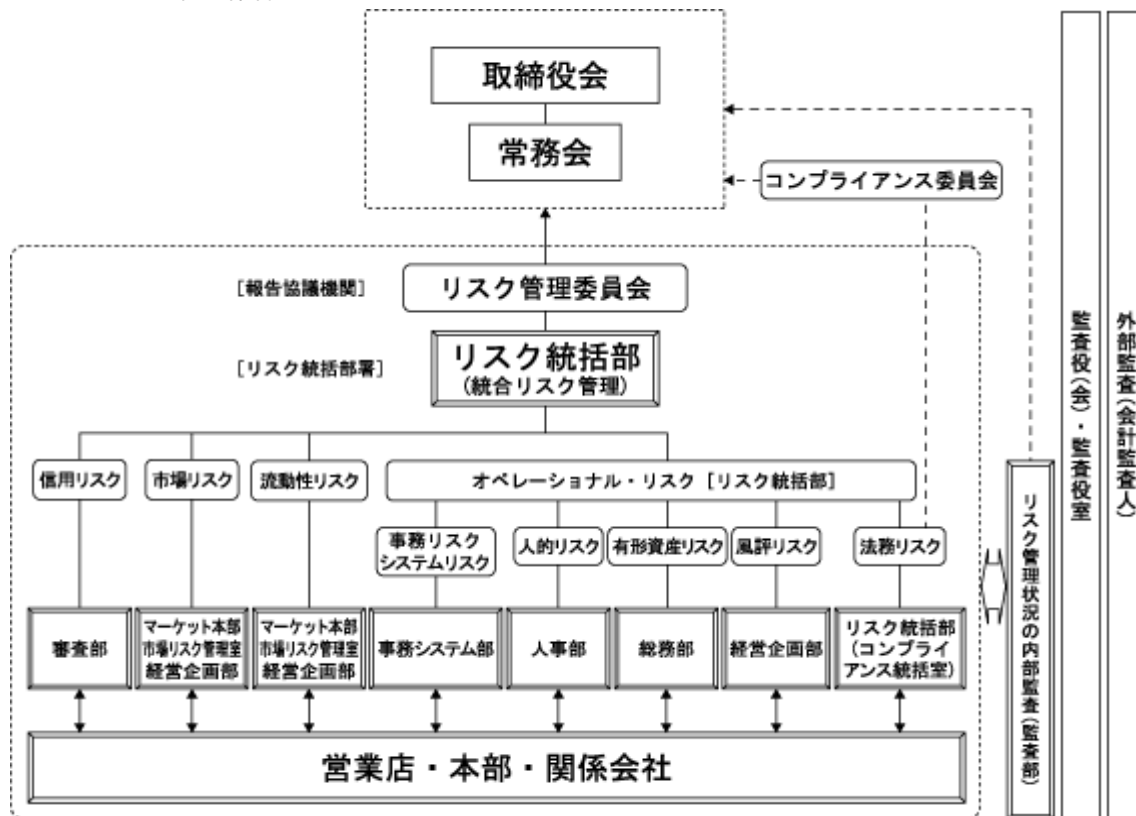 取締役会
常務会
コンプライアンス委員会
[報告協議機関]
リスク管理委員会
[リスク統括部署]
リスク統括部
(統合リスク管理)
信用リスク
市場リスク
流動性リスク
オペレーショナル・リスク [リスク統括部]
事務リスク
システムリスク
人的リスク
有形資産リスク
風評リスク
法務リスク
審査部
マーケット本部
市場リスク管理室
経営企画部
マーケット本部
市場リスク管理室
経営企画部
事務システム部
人事部
総務部
経営企画部
リスク統括部
(コンプライ
アンス統括室)
営業店・本部・関係会社
リスク管理状況の内部監査(監査部)
監査役(会)・監査役室
外部監査(会計監査人)